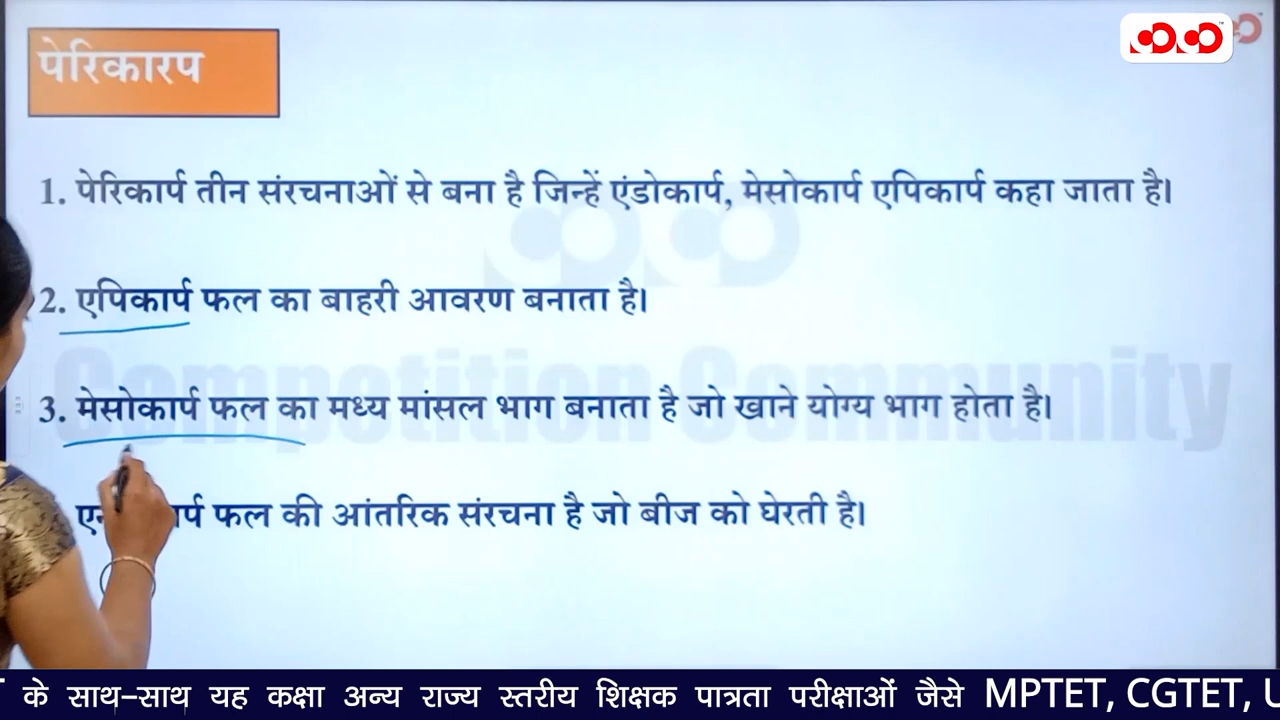 पेरिकारप
1. पेरिकार्प तीन संरचनाओं से बना है जिन्हें एंडोकार्प, मेसोकार्प एपिकार्प कहा जाता है।
2. एपिकार्प फल का बाहरी आवरण बनाता है।
3. मेसोकार्प फल का मध्य मांसल भाग बनाता है जो खाने योग्य भाग होता है।
फल की आंतरिक संरचना है जो बीज को घेरती है।
Competition Community
के साथ-साथ यह कक्षा अन्य राज्य स्तरीय शिक्षक पात्रता परीक्षाओं जैसे MPTET, CGTET,